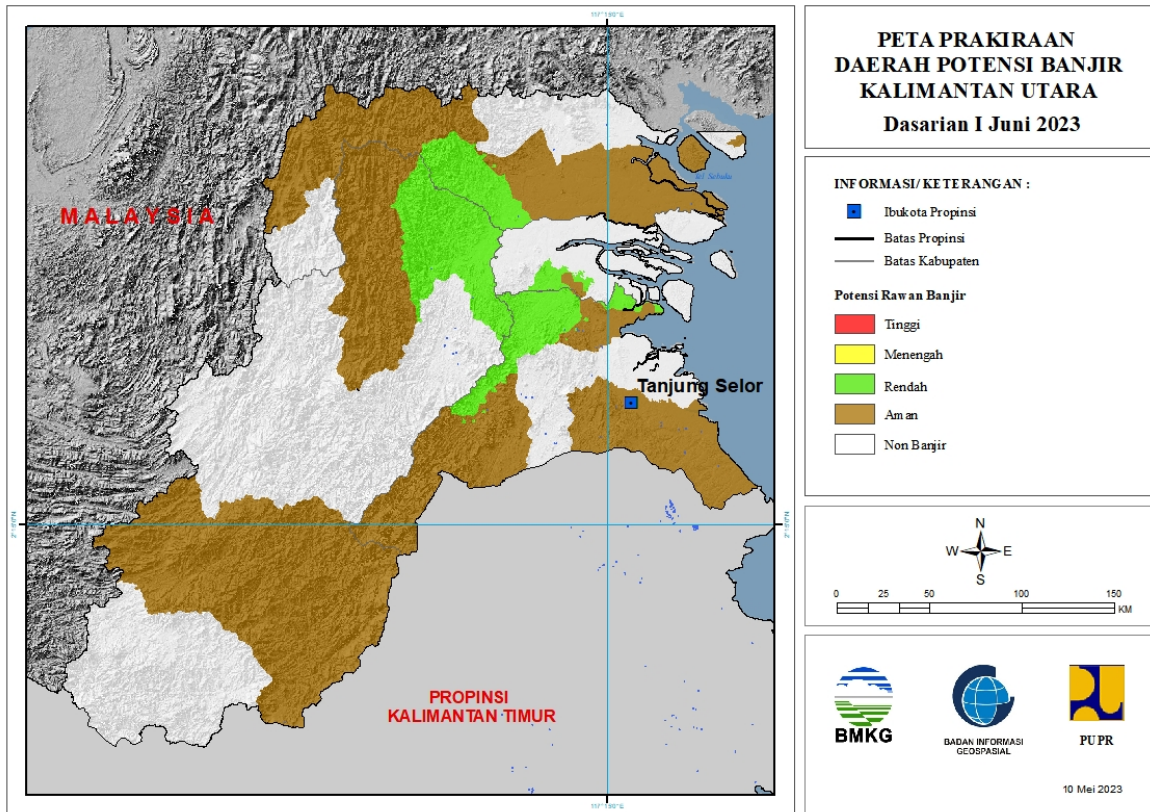 PETA PRAKIRAAN
DAERAH POTENSI BANJIR
KALIMANTAN UTARA
Dasarian I Juni 2023
INFORMASI/ KETERANGAN :
Ibukota Propinsi
Batas Propinsi
Batas Kabupaten
Potensi Rawan Banjir
Tinggi
Menengah
Rendah
Aman
Non Banjir
MALAYSIA
Tanjung Selor
PROPINSI
KALIMANTAN TIMUR
N
W E
S
0 25 50 100 150
KM
BMKG
BADAN INFORMASI
GEOSPASIAL
PUPR
10 Mei 2023